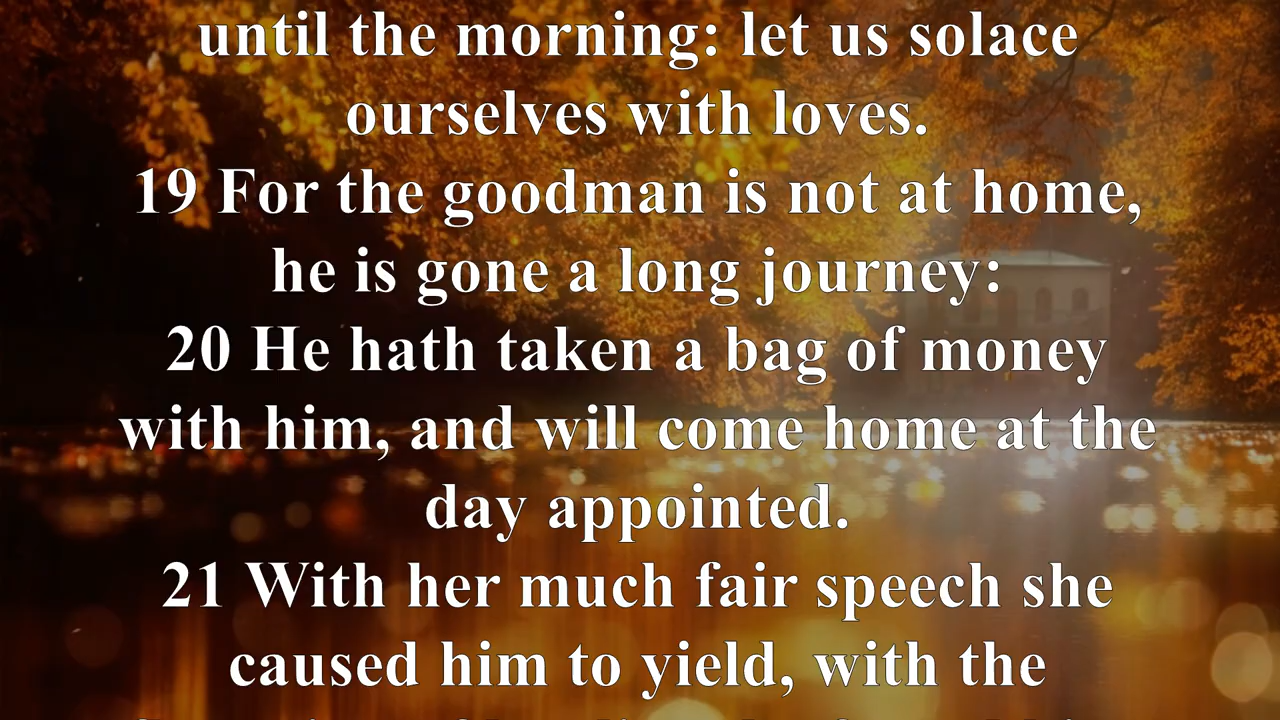 until the morning: let us solace
ourselves with loves.
19 For the goodman is not at home,
he is gone a long journey:
20 He hath taken a bag of money
with him, and will come home at the
day appointed.
21 With her much fair speech she
caused him to yield, with the